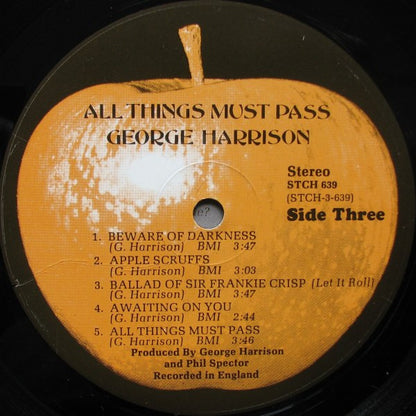 ALL THINGS MUST PASS
GEORGE HARRISON
Stereo
STCH 639
(STCH-3-639)
Side Three
1. BEWARE OF DARKNESS
(G. Harrison) BMI 3:47
2. APPLE SCRUFFS
(G. Harrison) BMI 3:03
3. BALLAD OF SIR FRANKIE CRISP (Let It Roll)
(G. Harrison) BMI 3:47
4. AWAITING ON YOU
(G. Harrison) BMI 2:44
5. ALL THINGS MUST PASS
(G. Harrison) BMI 3:46
Produced By George Harrison
and Phil Spector
Recorded in England